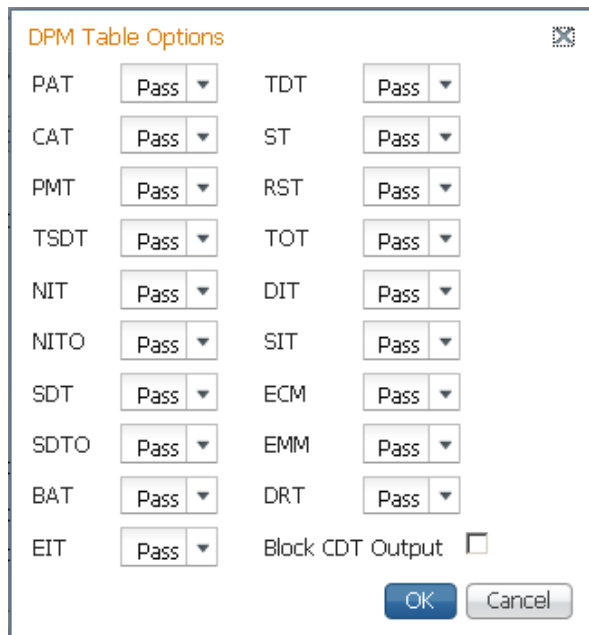 DPM Table Options
PAT Pass TDT Pass
CAT Pass ST Pass
PMT Pass RST Pass
TSDT Pass TOT Pass
NIT Pass DIT Pass
NITO Pass SIT Pass
SDT Pass ECM Pass
SDTO Pass EMM Pass
BAT Pass DRT Pass
EIT Pass Block CDT Output
OK Cancel